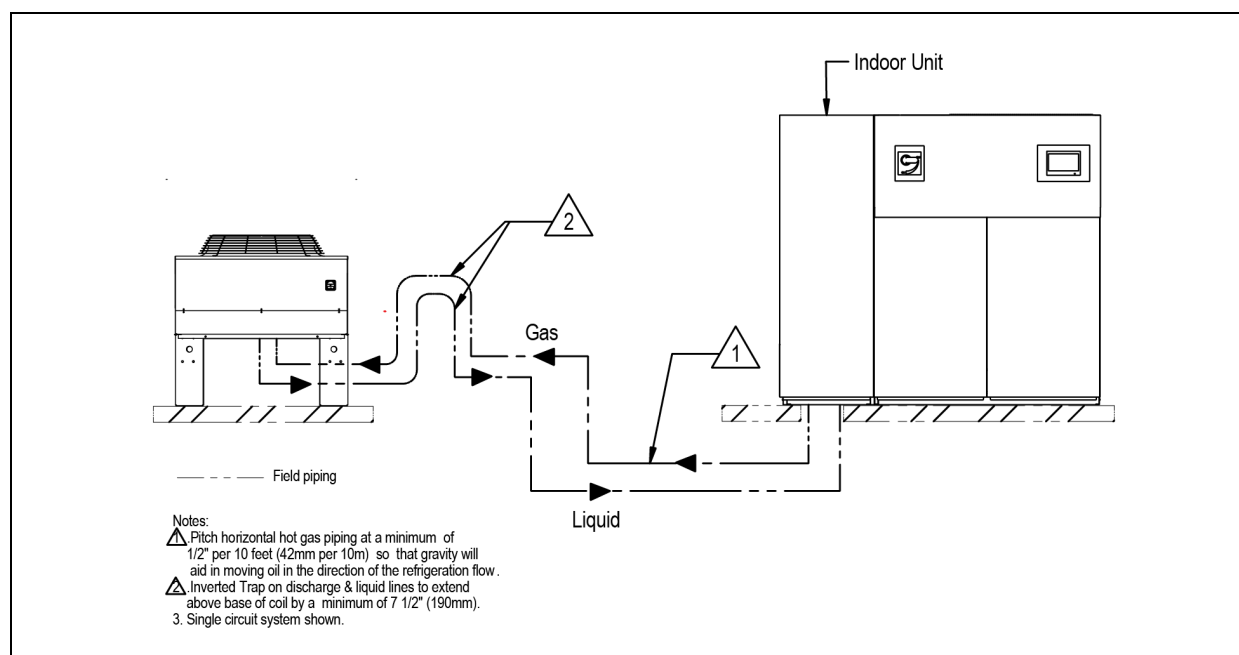 Indoor Unit
2
Gas
1
Liquid
Field piping
Notes:
1 .Pitch horizontal hot gas piping at a minimum of
1/2" per 10 feet (42mm per 10m) so that gravity will
aid in moving oil in the direction of the refrigeration flow.
2 .Inverted Trap on discharge & liquid lines to extend
above base of coil by a minimum of 7 1/2" (190mm).
3. Single circuit system shown.